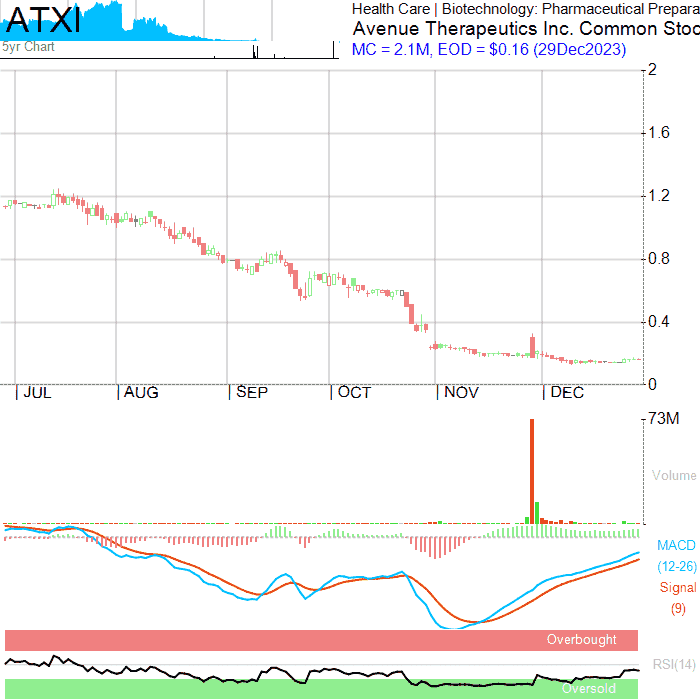 ATXI
Health Care | Biotechnology: Pharmaceutical Prepara
Avenue Therapeutics Inc. Common Stoc
5yr Chart
MC = 2.1M, EOD = $0.16 (29Dec2023)
2
1.6
1.2
0.8
0.4
0
| JUL | AUG | SEP | OCT | NOV | DEC
73M
Volume
MACD
(12-26)
Signal
(9)
Overbought
RSI(14)
Oversold